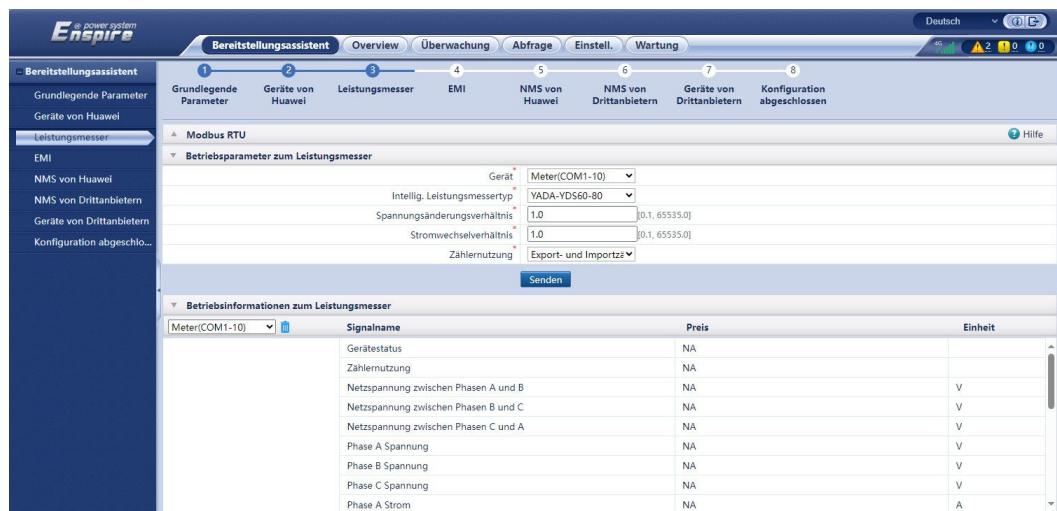 e power system
Enspire
Deutsch
Bereitstellungsassistent Overview Überwachung Abfrage Einstell. Wartung
4G 2 0 0
Bereitstellungsassistent
Grundlegende Parameter
Geräte von Huawei
Leistungsmesser
EMI
NMS von Huawei
NMS von Drittanbietern
Geräte von Drittanbietern
Konfiguration abgeschlo...
1 2 3 4 5 6 7 8
Grundlegende Geräte von Leistungsmesser EMI NMS von NMS von Geräte von Konfiguration
Parameter Huawei Huawei Drittanbietern Drittanbietern abgeschlossen
Modbus RTU Hilfe
Betriebsparameter zum Leistungsmesser
Gerät * Meter(COM1-10)
Intellig. Leistungsmessertyp * YADA-YDS60-80
Spannungsänderungsverhältnis * 1.0 [0.1, 65535.0]
Stromwechselverhältnis * 1.0 [0.1, 65535.0]
Zählernutzung * Export- und Importzä
Senden
Betriebsinformationen zum Leistungsmesser
Meter(COM1-10) Signalname Preis Einheit
Gerätestatus NA
Zählernutzung NA
Netzspannung zwischen Phasen A und B NA V
Netzspannung zwischen Phasen B und C NA V
Netzspannung zwischen Phasen C und A NA V
Phase A Spannung NA V
Phase B Spannung NA V
Phase C Spannung NA V
Phase A Strom NA A